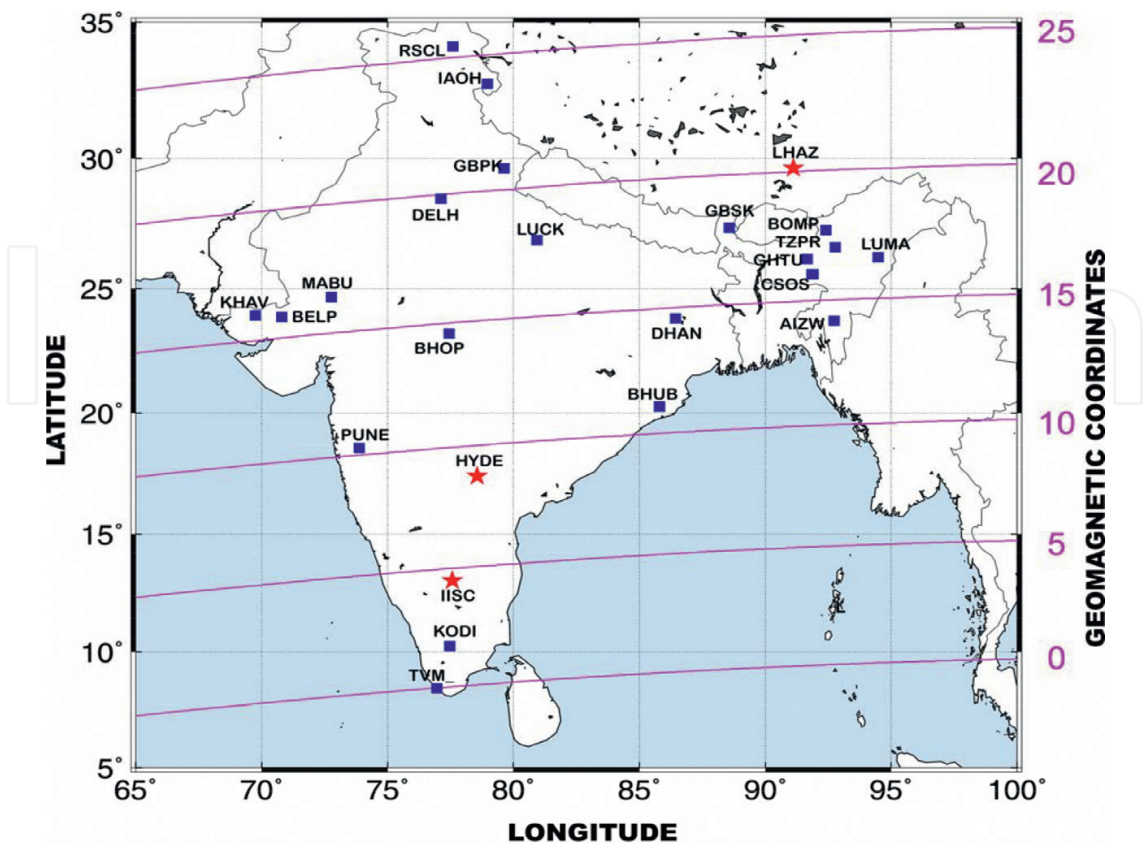 35°
25
RSCL
IAOH
30°
LHAZ
GBPK
20
DELH
GBSK
BOMP
LUCK
TZPR
LUMA
GHTU
25°
MABU
CSOS
15
KHAV
BELP
DHAN
AIZW
BHOP
BHUB
20°
10
PUNE
HYDE
15°
5
IISC
KODI
10°
0
TVM_
5°
65
70
75
80
85
90
95
100°
LATITUDE
GEOMAGNETIC COORDINATES
LONGITUDE